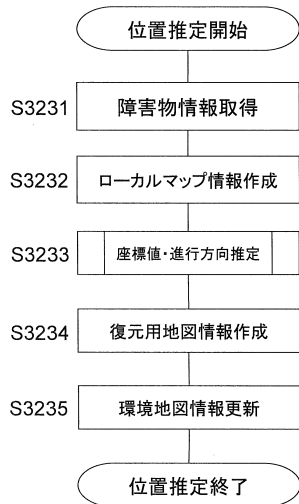 位置推定開始
S3231 障害物情報取得
S3232 ローカルマップ情報作成
S3233 座標値・進行方向推定
S3234 復元用地図情報作成
S3235 環境地図情報更新
位置推定終了